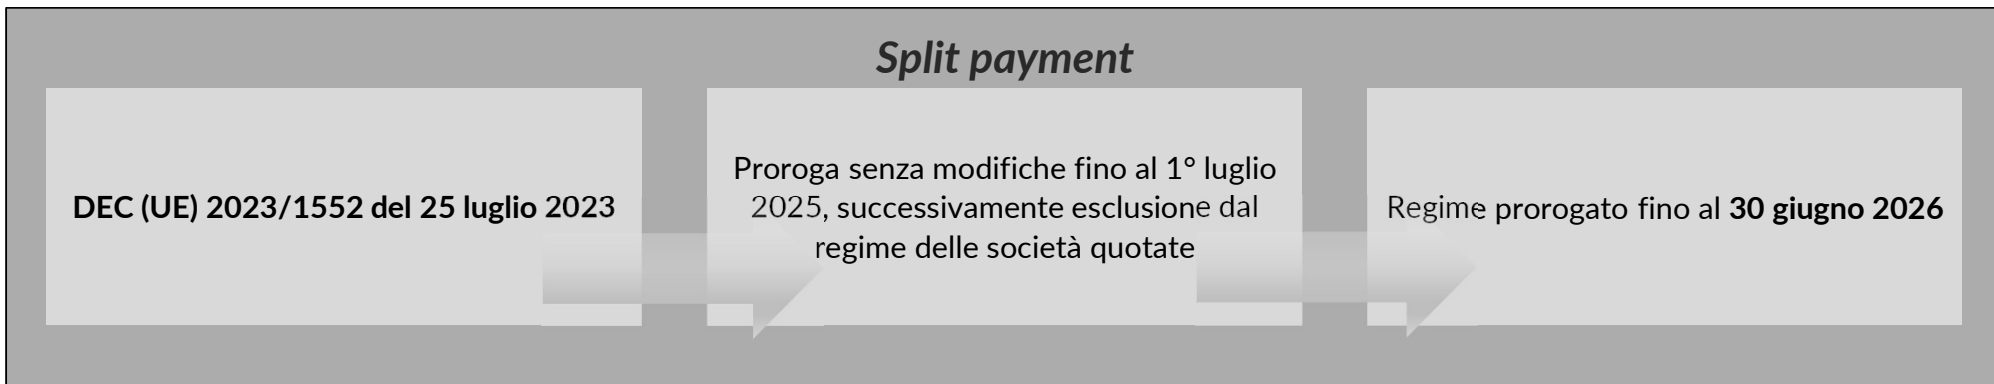 Split payment
DEC (UE) 2023/1552 del 25 luglio 2023
Proroga senza modifiche fino al 1° luglio
2025, successivamente esclusione dal
regime delle società quotate
Regime prorogato fino al 30 giugno 2026